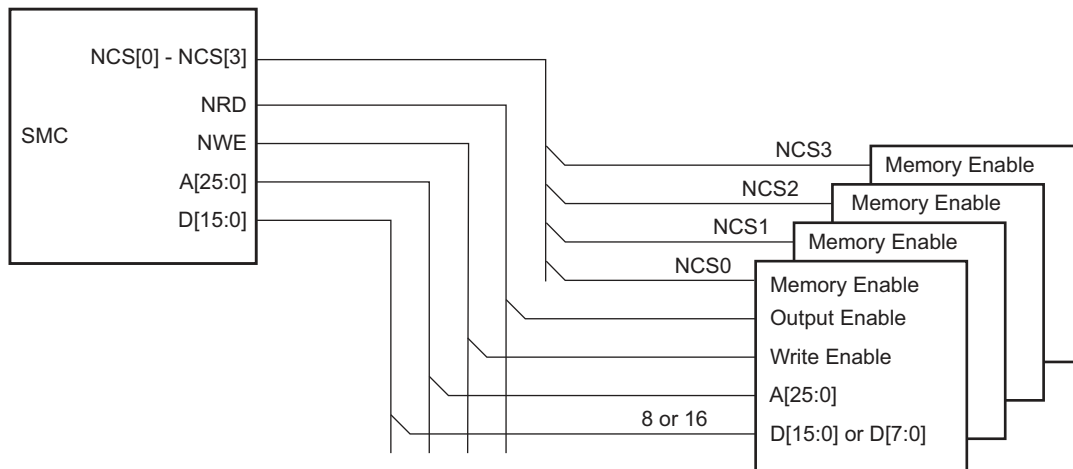 NCS[0] - NCS[3]
NRD
SMC
NWE
A[25:0]
D[15:0]
NCS3
Memory Enable
NCS2
Memory Enable
NCS1
Memory Enable
NCS0
Memory Enable
Output Enable
Write Enable
A[25:0]
8 or 16
D[15:0] or D[7:0]